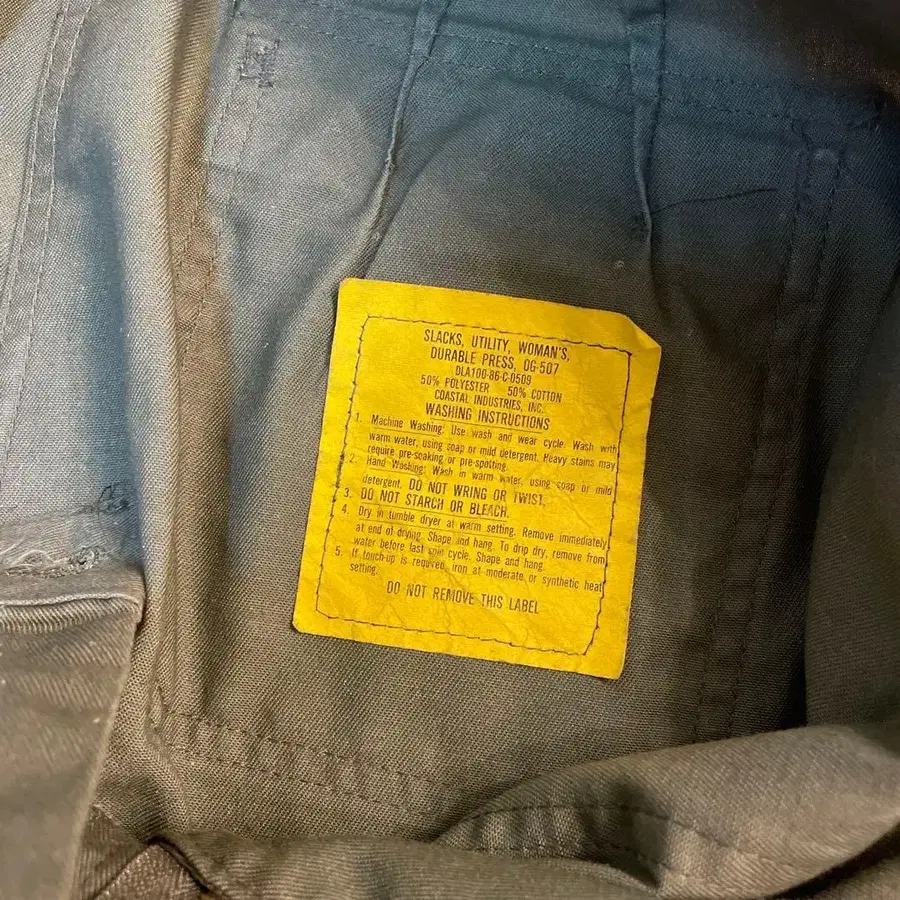 SLACKS, UTILITY, WOMAN'S,
DURABLE PRESS, OG-507
DLA100-86-C-0509
50% POLYESTER 50% COTTON
COASTAL INDUSTRIES, INC.
WASHING INSTRUCTIONS
1. Machine Washing: Use wash and wear cycle. Wash with
warm water, using soap or mild detergent. Heavy stains may
require pre-soaking or pre-spotting.
2. Hand Washing: Wash in warm water, using soap or mild
detergent. DO NOT WRING OR TWIST.
3. DO NOT STARCH OR BLEACH.
4. Dry in tumble dryer at warm setting. Remove immediately
at end of drying. Shape and hang. To drip dry, remove from
water before last spin cycle. Shape and hang.
5. If touch-up is required, iron at moderate or synthetic heat
setting.
DO NOT REMOVE THIS LABEL